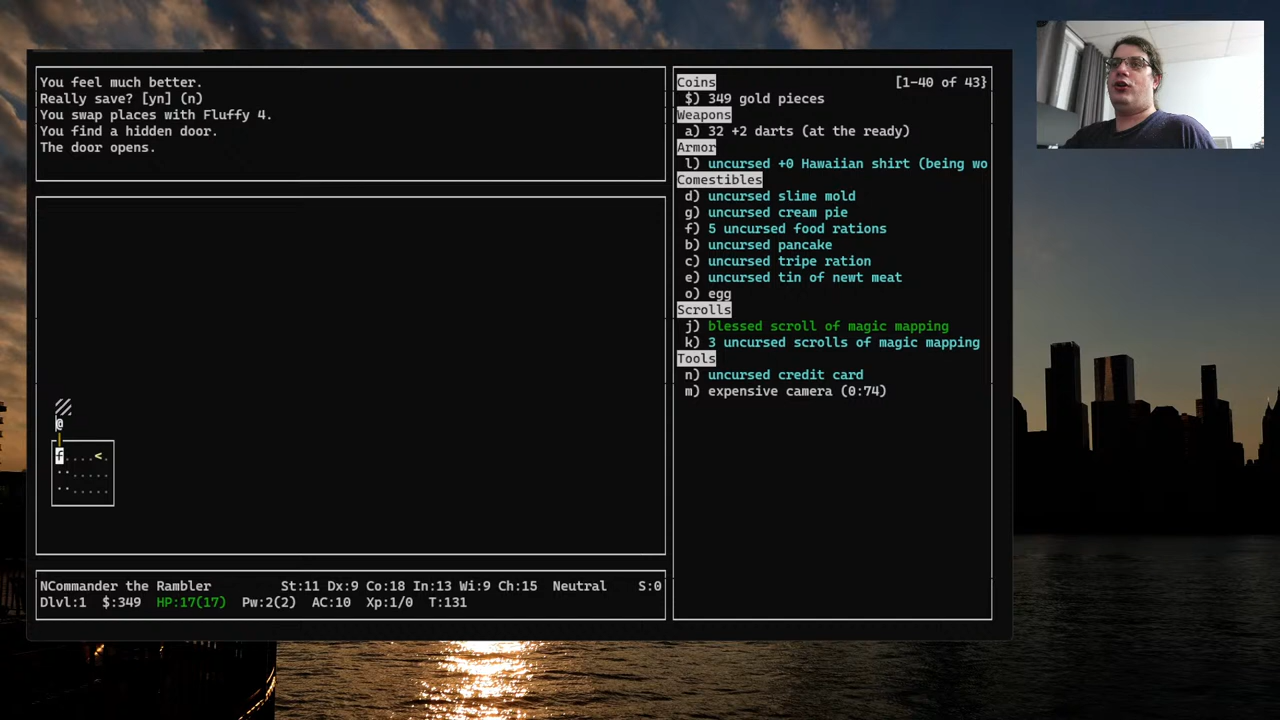 You feel much better.
Really save? [yn] (n)
You swap places with Fluffy 4.
You find a hidden door.
The door opens.
@
f....<.
.......
.......
NCommander the Rambler St:11 Dx:9 Co:18 In:13 Wi:9 Ch:15 Neutral S:0
Dlvl:1 $:349 HP:17(17) Pw:2(2) AC:10 Xp:1/0 T:131
Coins [1-40 of 43}
$) 349 gold pieces
Weapons
a) 32 +2 darts (at the ready)
Armor
l) uncursed +0 Hawaiian shirt (being wo
Comestibles
d) uncursed slime mold
g) uncursed cream pie
f) 5 uncursed food rations
b) uncursed pancake
c) uncursed tripe ration
e) uncursed tin of newt meat
o) egg
Scrolls
j) blessed scroll of magic mapping
k) 3 uncursed scrolls of magic mapping
Tools
n) uncursed credit card
m) expensive camera (0:74)